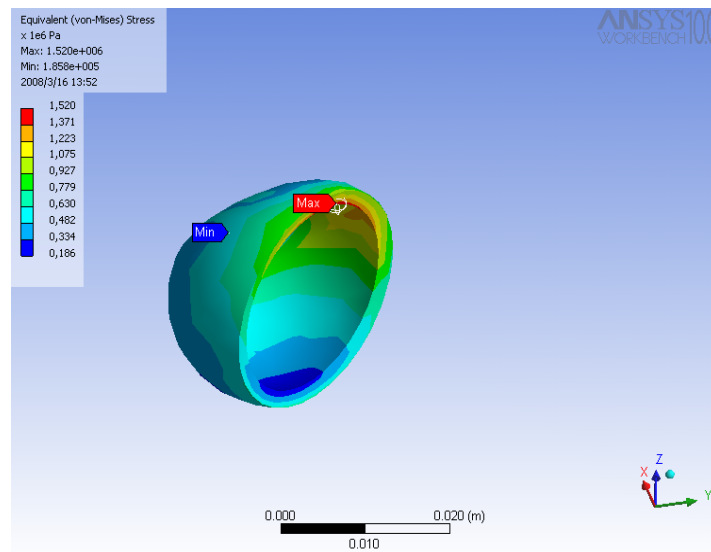 Equivalent (von-Mises) Stress
x 1e6 Pa
Max: 1.520e+006
Min: 1.858e+005
2008/3/16 13:52
ANSYS
WORKBENCH 10.0
1,520
1,371
1,223
1,075
0,927
0,779
0,630
0,482
0,334
0,186
Max
Min
X
Z
Y
0.000
0.020 (m)
0.010